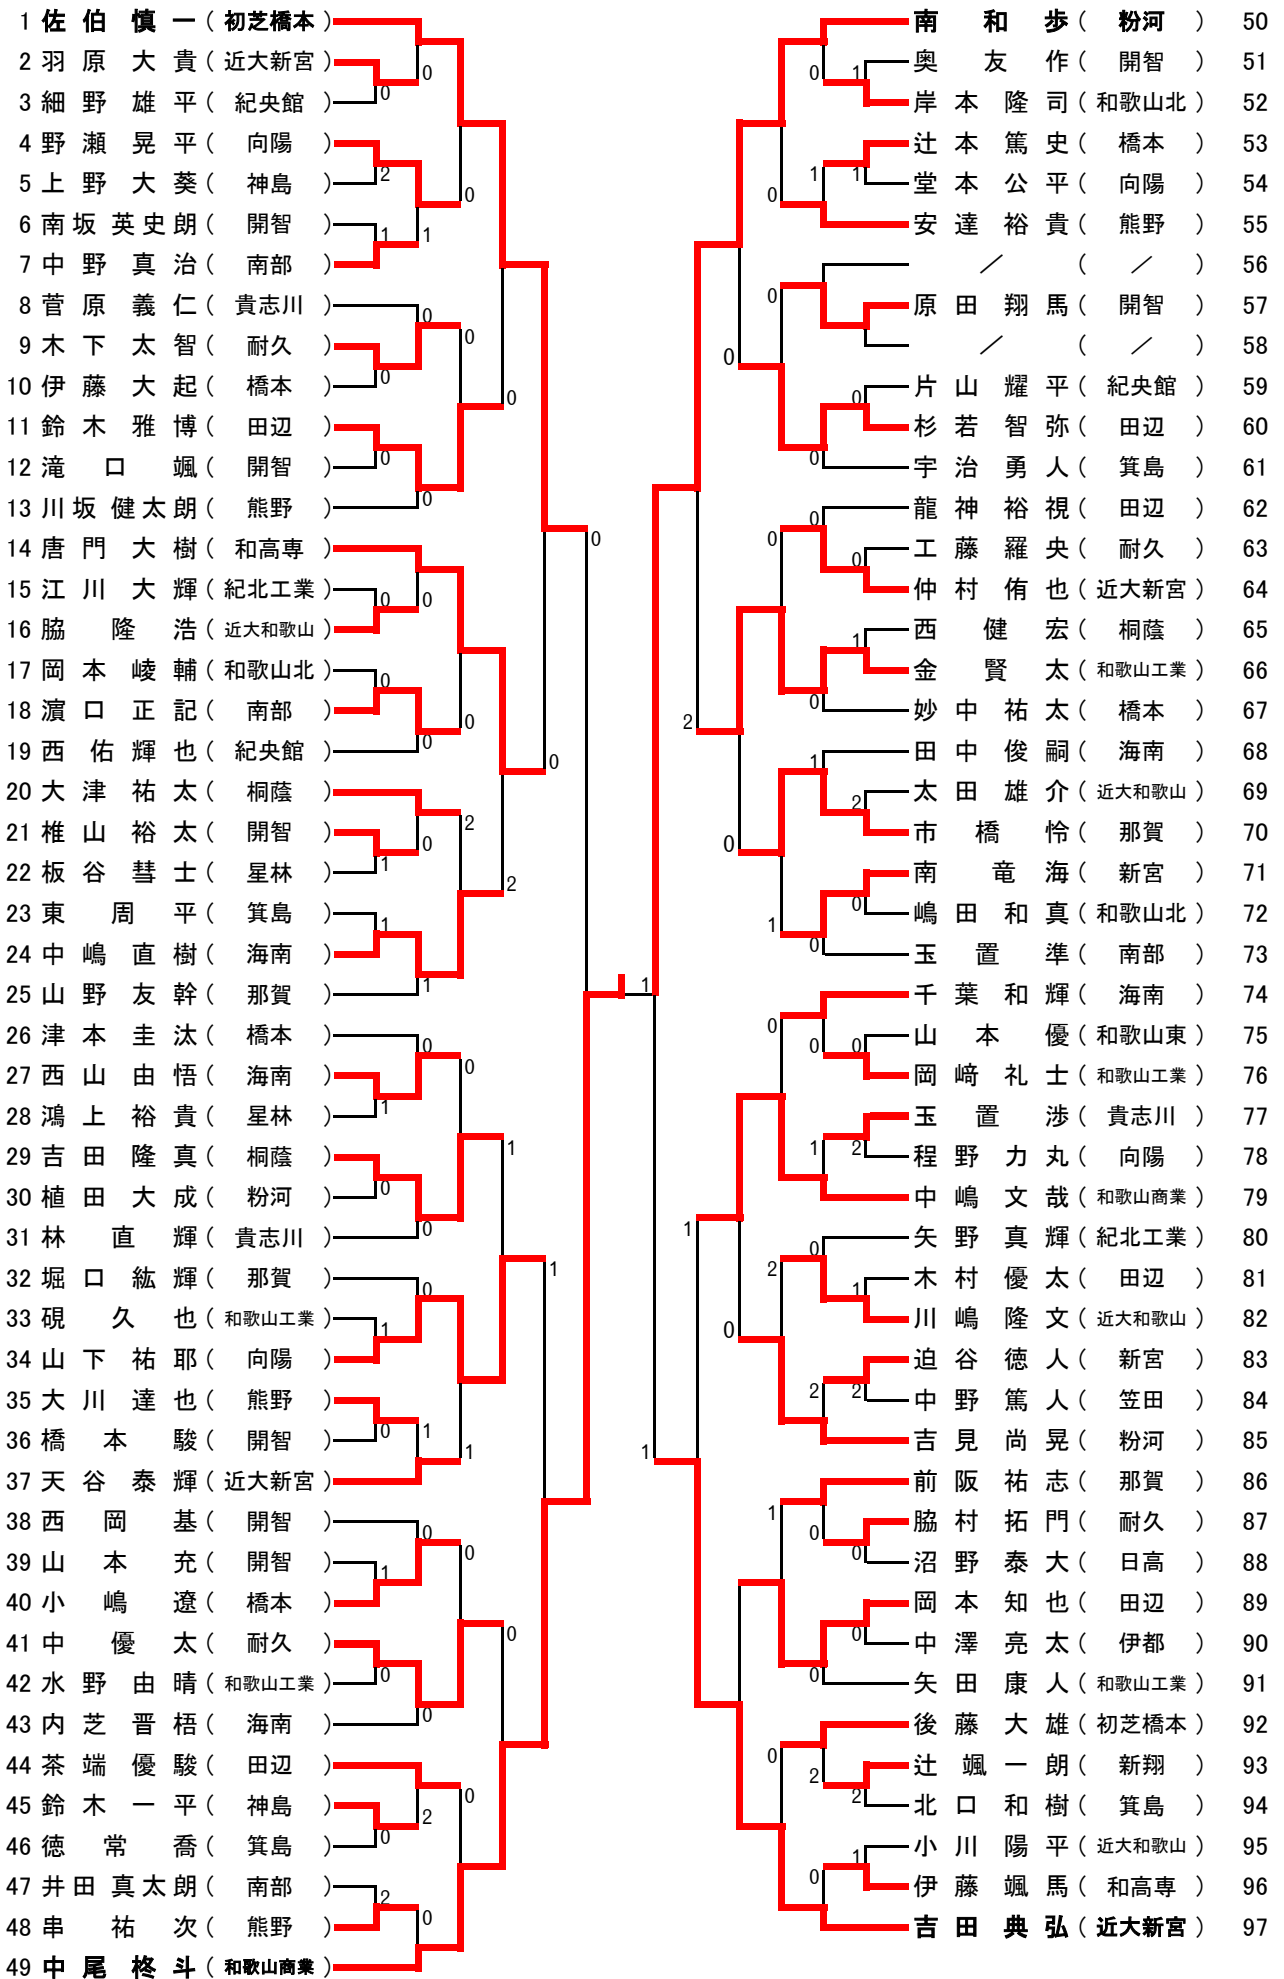 1 佐伯 慎一 ( 初芝橋本 )
2 羽原 大貴 ( 近大新宮 )
3 細野 雄平 ( 紀央館 )
4 野瀬 晃平 ( 向陽 )
5 上野 大葵 ( 神島 )
6 南坂 英史朗 ( 開智 )
7 中野 真治 ( 南部 )
8 菅原 義仁 ( 貴志川 )
9 木下 太智 ( 耐久 )
10 伊藤 大起 ( 橋本 )
11 鈴木 雅博 ( 田辺 )
12 滝口 颯 ( 開智 )
13 川坂 健太朗 ( 熊野 )
14 唐門 大樹 ( 和高専 )
15 江川 大輝 ( 紀北工業 )
16 脇 隆浩 ( 近大和歌山 )
17 岡本 崚輔 ( 和歌山北 )
18 濵口 正記 ( 南部 )
19 西 佑輝也 ( 紀央館 )
20 大津 祐太 ( 桐蔭 )
21 椎山 裕太 ( 開智 )
22 板谷 彗士 ( 星林 )
23 東 周平 ( 箕島 )
24 中嶋 直樹 ( 海南 )
25 山野 友幹 ( 那賀 )
26 津本 圭汰 ( 橋本 )
27 西山 由悟 ( 海南 )
28 鴻上 裕貴 ( 星林 )
29 吉田 隆真 ( 桐蔭 )
30 植田 大成 ( 粉河 )
31 林 直輝 ( 貴志川 )
32 堀口 紘輝 ( 那賀 )
33 硯 久也 ( 和歌山工業 )
34 山下 祐耶 ( 向陽 )
35 大川 達也 ( 熊野 )
36 橋本 駿 ( 開智 )
37 天谷 泰輝 ( 近大新宮 )
38 西岡 基 ( 開智 )
39 山本 充 ( 開智 )
40 小嶋 遼 ( 橋本 )
41 中 優太 ( 耐久 )
42 水野 由晴 ( 和歌山工業 )
43 内芝 晋梧 ( 海南 )
44 茶端 優駿 ( 田辺 )
45 鈴木 一平 ( 神島 )
46 徳常 喬 ( 箕島 )
47 井田 真太朗 ( 南部 )
48 串 祐次 ( 熊野 )
49 中尾 柊斗 ( 和歌山商業 )
南 和歩 ( 粉河 ) 50
奥 友作 ( 開智 ) 51
岸本 隆司 ( 和歌山北 ) 52
辻本 篤史 ( 橋本 ) 53
堂本 公平 ( 向陽 ) 54
安達 裕貴 ( 熊野 ) 55
／ ( ／ ) 56
原田 翔馬 ( 開智 ) 57
／ ( ／ ) 58
片山 耀平 ( 紀央館 ) 59
杉若 智弥 ( 田辺 ) 60
宇治 勇人 ( 箕島 ) 61
龍神 裕視 ( 田辺 ) 62
工藤 羅央 ( 耐久 ) 63
仲村 侑也 ( 近大新宮 ) 64
西 健宏 ( 桐蔭 ) 65
金 賢太 ( 和歌山工業 ) 66
妙中 祐太 ( 橋本 ) 67
田中 俊嗣 ( 海南 ) 68
太田 雄介 ( 近大和歌山 ) 69
市橋 怜 ( 那賀 ) 70
南 竜海 ( 新宮 ) 71
嶋田 和真 ( 和歌山北 ) 72
玉置 準 ( 南部 ) 73
千葉 和輝 ( 海南 ) 74
山本 優 ( 和歌山東 ) 75
岡﨑 礼士 ( 和歌山工業 ) 76
玉置 渉 ( 貴志川 ) 77
程野 力丸 ( 向陽 ) 78
中嶋 文哉 ( 和歌山商業 ) 79
矢野 真輝 ( 紀北工業 ) 80
木村 優太 ( 田辺 ) 81
川嶋 隆文 ( 近大和歌山 ) 82
迫谷 徳人 ( 新宮 ) 83
中野 篤人 ( 笠田 ) 84
吉見 尚晃 ( 粉河 ) 85
前阪 祐志 ( 那賀 ) 86
脇村 拓門 ( 耐久 ) 87
沼野 泰大 ( 日高 ) 88
岡本 知也 ( 田辺 ) 89
中澤 亮太 ( 伊都 ) 90
矢田 康人 ( 和歌山工業 ) 91
後藤 大雄 ( 初芝橋本 ) 92
辻 颯一朗 ( 新翔 ) 93
北口 和樹 ( 箕島 ) 94
小川 陽平 ( 近大和歌山 ) 95
伊藤 颯馬 ( 和高専 ) 96
吉田 典弘 ( 近大新宮 ) 97